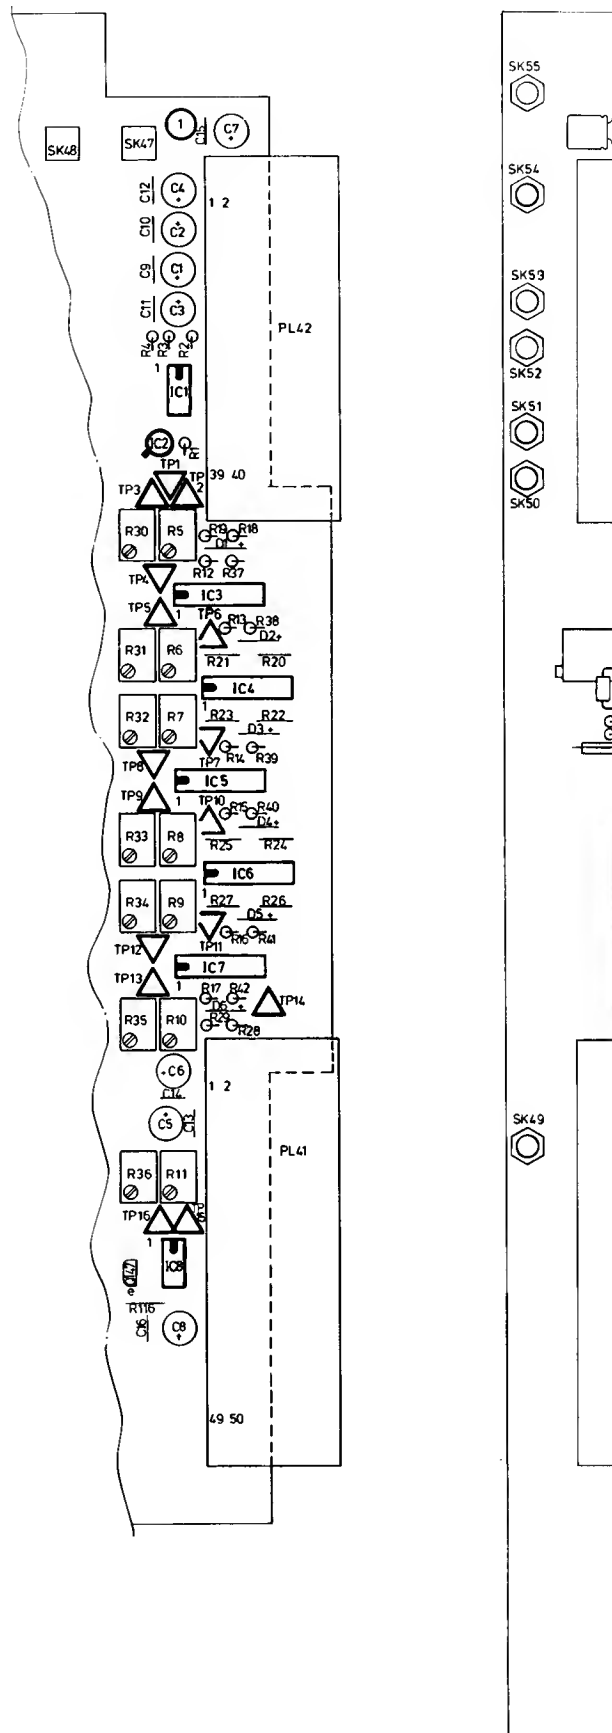 SK55
1
C15
C7
+
SK48
SK47
SK54
C12
C4
+
1 2
C10
C2
+
C9
C1
+
SK53
C11
C3
+
PL42
R4
R3
R2
SK52
1
IC1
SK51
IC2
R1
TP1
TP2
39 40
TP3
SK50
R30
R5
R19
R18
D1 +
R12
R37
TP4
IC3
TP5
1
TP6
R13
R38
D2+
R31
R6
R21
R20
IC4
1
R32
R7
R23
R22
D3 +
TP7
R14
R39
TP8
IC5
TP9
1
TP10
R15
R40
D4+
R33
R8
R25
R24
IC6
1
R34
R9
R27
R26
D5 +
TP11
R16
R41
TP12
IC7
TP13
1
R17
R42
TP14
D6 +
R35
R10
R29
R28
+C6
C14
1 2
C5
+
C13
SK49
PL41
R36
R11
TP16
1
IC8
e
R116
C16
C8
+
49 50